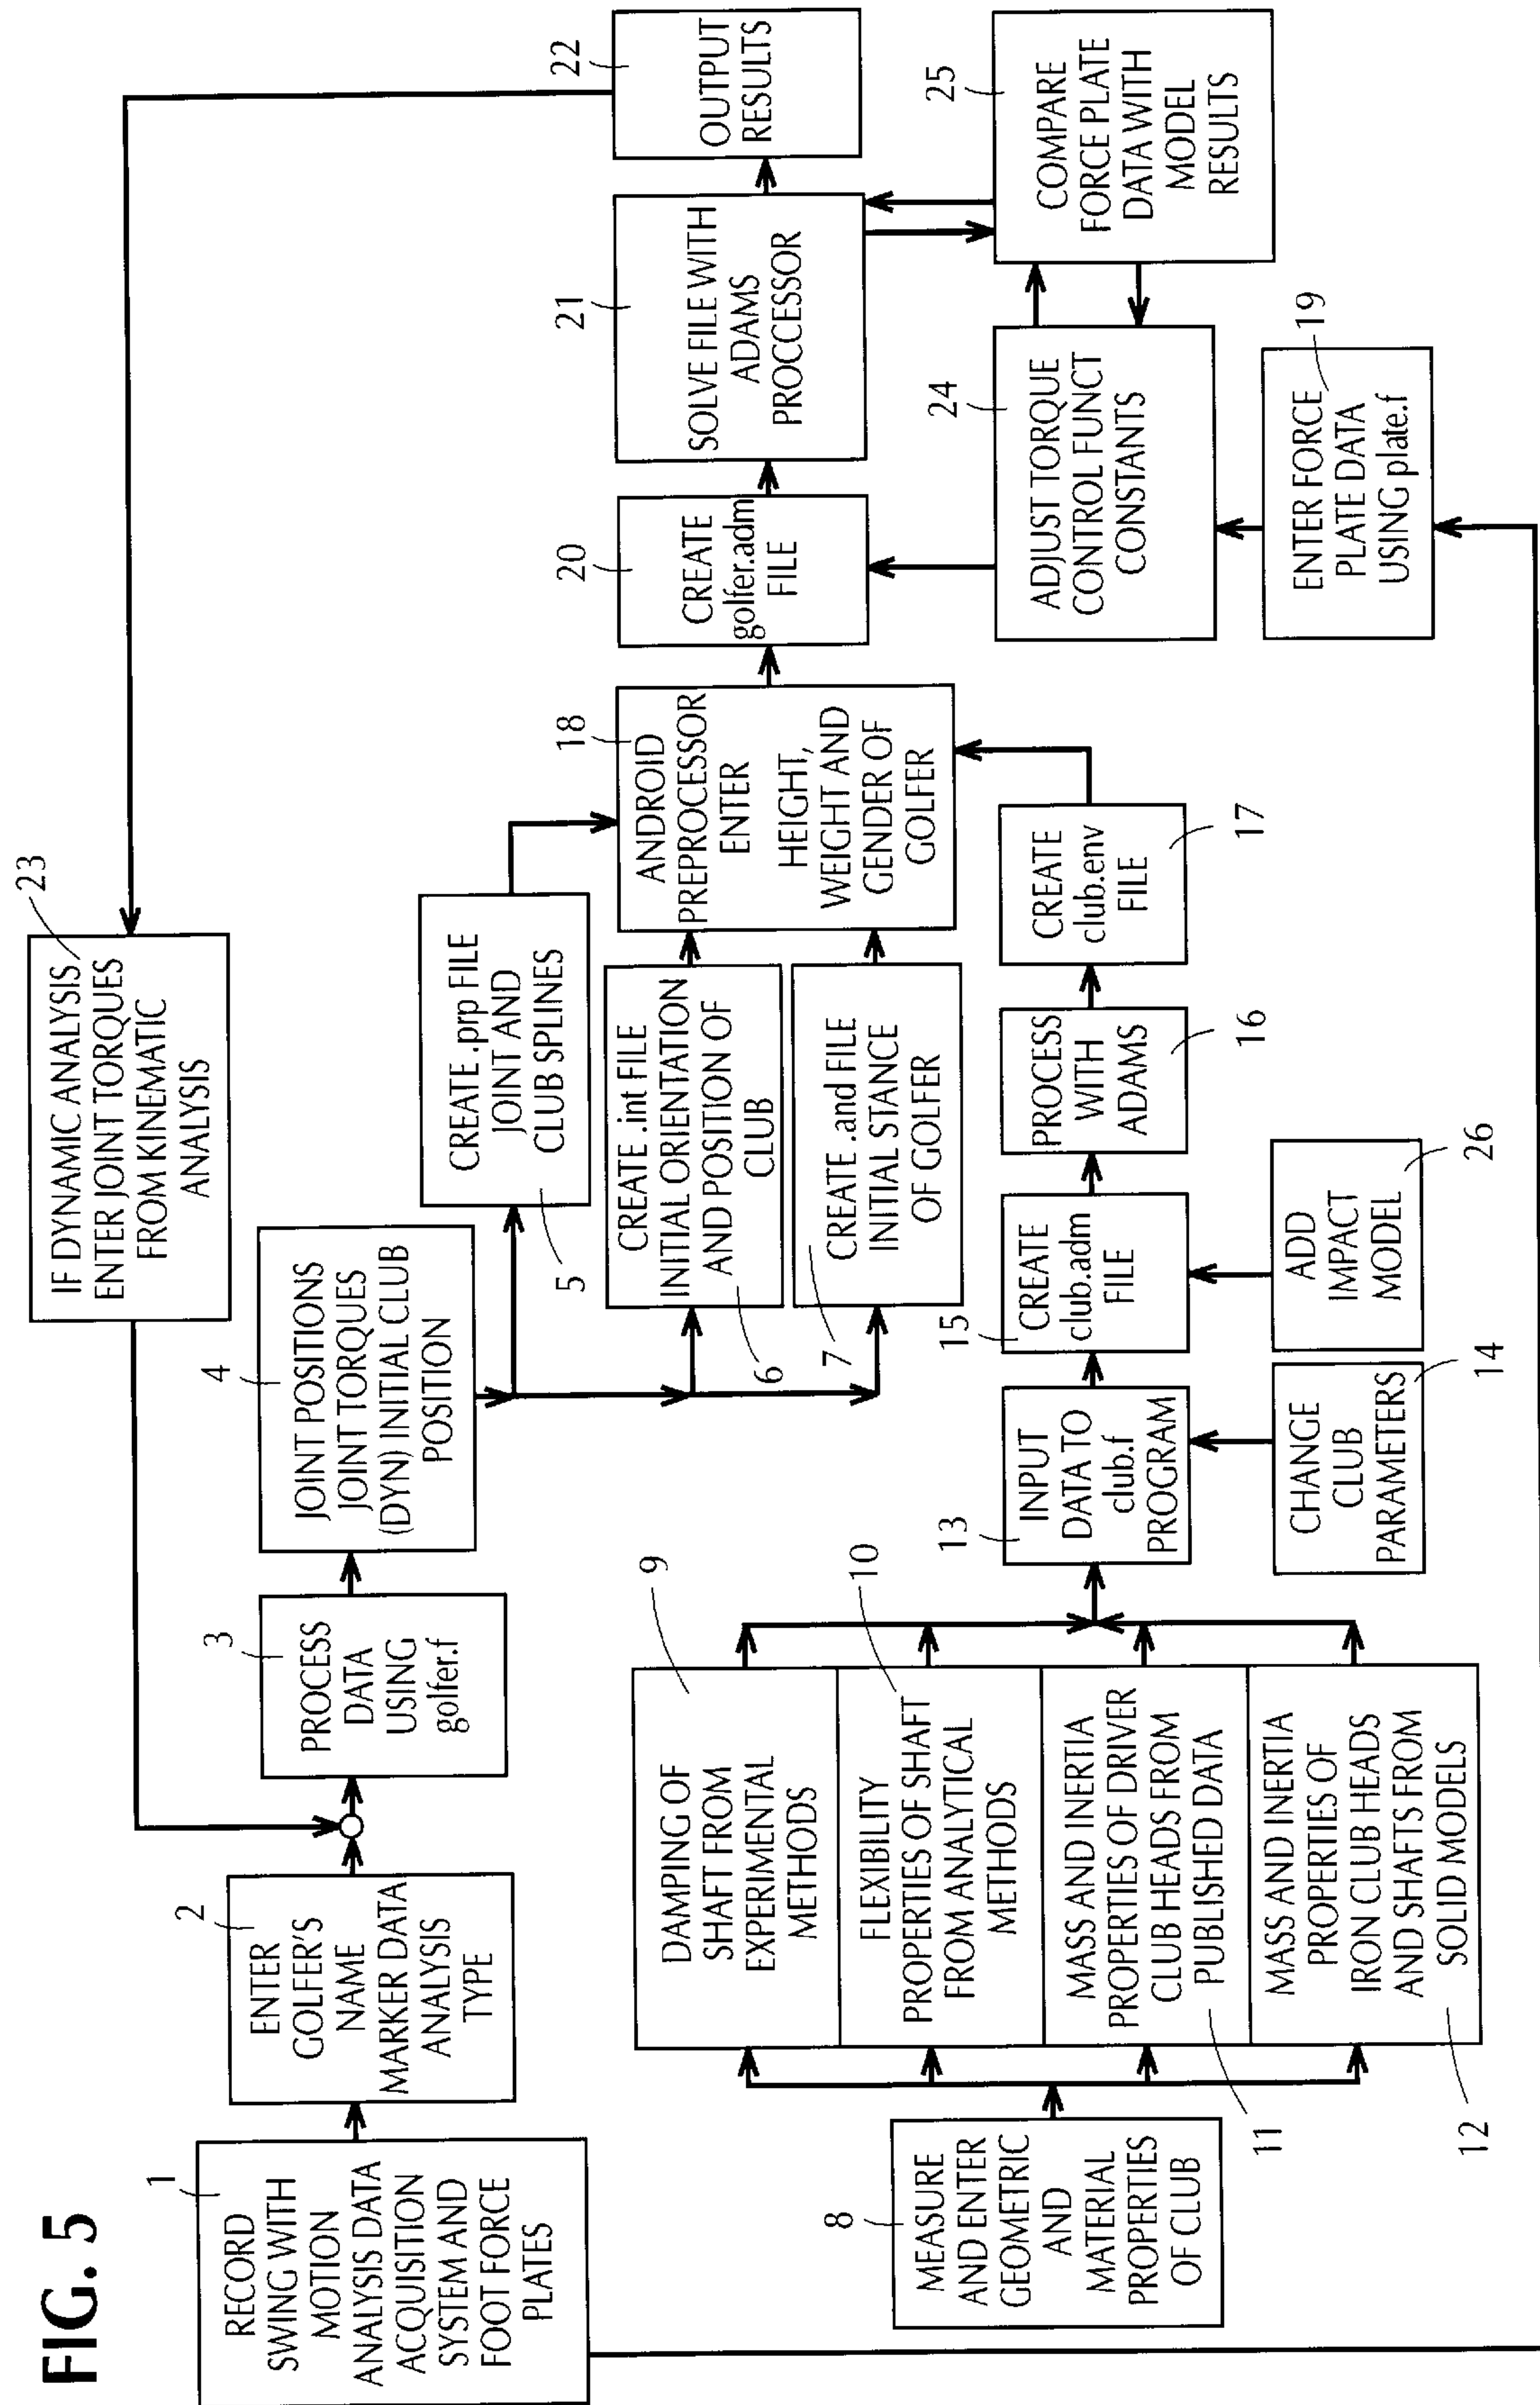 FIG. 5
1
RECORD
SWING WITH
MOTION
ANALYSIS DATA
ACQUISITION
SYSTEM AND
FOOT FORCE
PLATES
2
ENTER
GOLFER'S
NAME
MARKER DATA
ANALYSIS
TYPE
3
PROCESS
DATA
USING
golfer.f
4
JOINT POSITIONS
JOINT TORQUES
(DYN) INITIAL CLUB
POSITION
23
IF DYNAMIC ANALYSIS
ENTER JOINT TORQUES
FROM KINEMATIC
ANALYSIS
5
CREATE .prp FILE
JOINT AND
CLUB SPLINES
6
CREATE .int FILE
INITIAL ORIENTATION
AND POSITION OF
CLUB
7
CREATE .and FILE
INITIAL STANCE
OF GOLFER
8
MEASURE
AND ENTER
GEOMETRIC
AND
MATERIAL
PROPERTIES
OF CLUB
9
DAMPING OF
SHAFT FROM
EXPERIMENTAL
METHODS
10
FLEXIBILITY
PROPERTIES OF SHAFT
FROM ANALYTICAL
METHODS
11
MASS AND INERTIA
PROPERTIES OF DRIVER
CLUB HEADS FROM
PUBLISHED DATA
12
MASS AND INERTIA
PROPERTIES OF
IRON CLUB HEADS
AND SHAFTS FROM
SOLID MODELS
13
INPUT
DATA TO
club.f
PROGRAM
14
CHANGE
CLUB
PARAMETERS
15
CREATE
club.adm
FILE
26
ADD
IMPACT
MODEL
16
PROCESS
WITH
ADAMS
17
CREATE
club.env
FILE
18
ANDROID
PREPROCESSOR
ENTER
HEIGHT,
WEIGHT AND
GENDER OF
GOLFER
20
CREATE
golfer.adm
FILE
21
SOLVE FILE WITH
ADAMS
PROCCESSOR
22
OUTPUT
RESULTS
24
ADJUST TORQUE
CONTROL FUNCT
CONSTANTS
25
COMPARE
FORCE PLATE
DATA WITH
MODEL
RESULTS
19
ENTER FORCE
PLATE DATA
USING plate.f